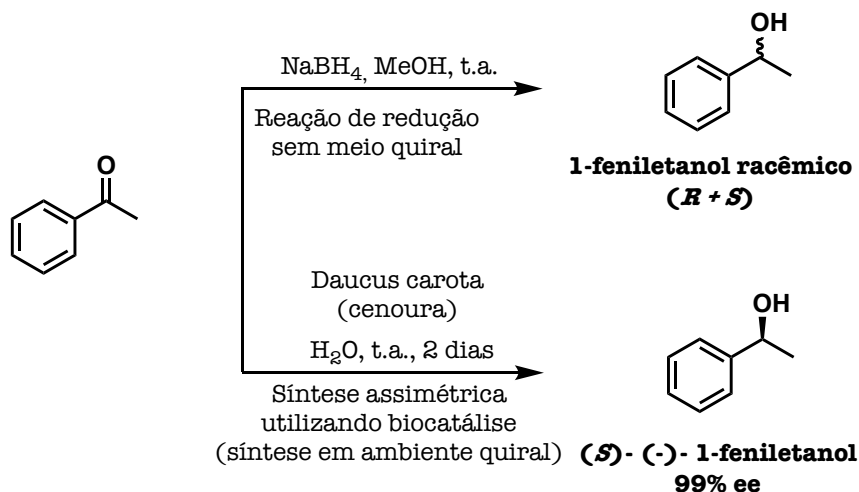 OH
NaBH4, MeOH, t.a.
Reação de redução
sem meio quiral
1-feniletanol racêmico
(R + S)
O
Daucus carota
(cenoura)
H2O, t.a., 2 dias
OH
Síntese assimétrica
utilizando biocatálise
(síntese em ambiente quiral)
(S)- (-)- 1-feniletanol
99% ee